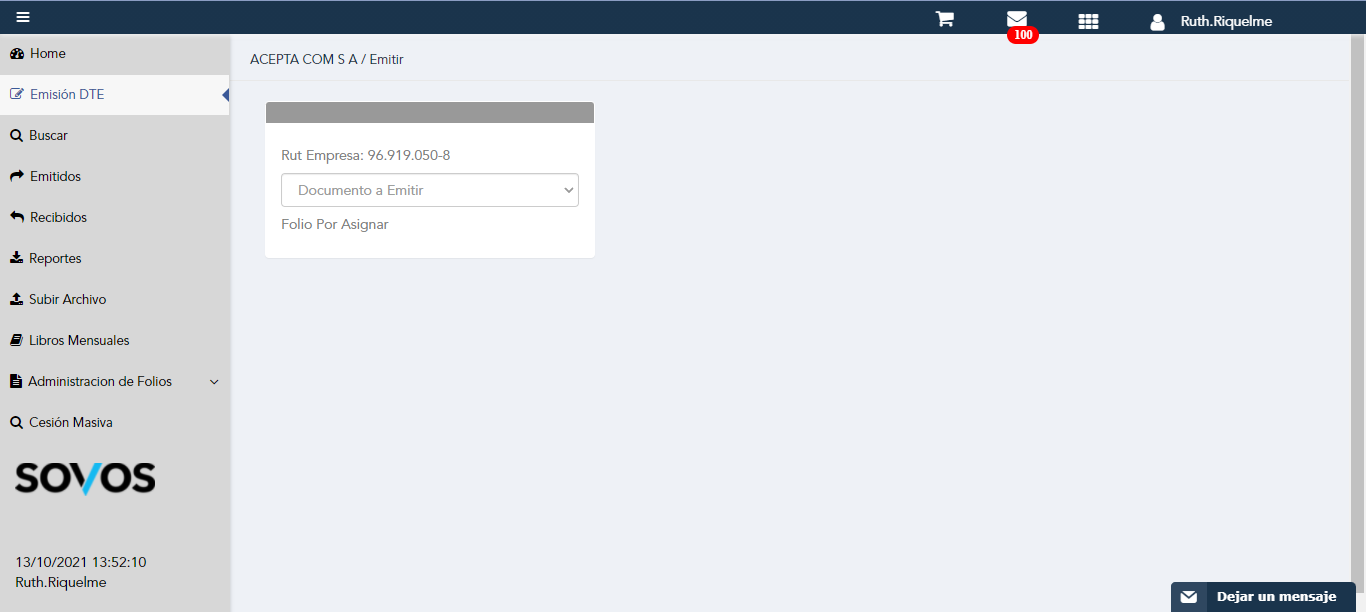 100
Ruth.Riquelme
Home
ACEPTA COM S A / Emitir
Emisión DTE
Buscar
Emitidos
Recibidos
Reportes
Subir Archivo
Libros Mensuales
Administracion de Folios
Cesión Masiva
SOVOS
13/10/2021 13:52:10
Ruth.Riquelme
Rut Empresa: 96.919.050-8
Documento a Emitir
Folio Por Asignar
Dejar un mensaje